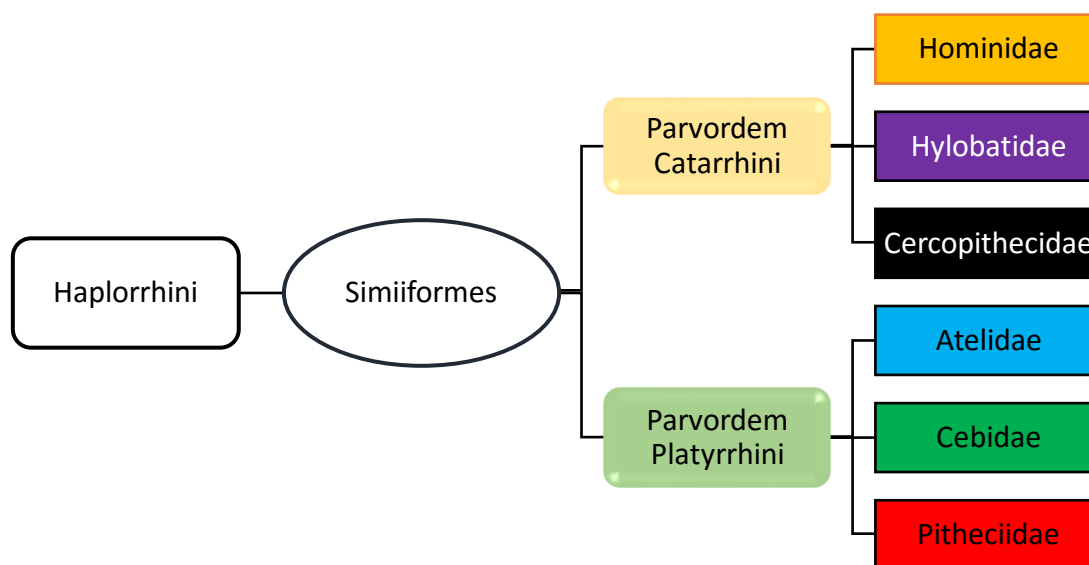 Haplorrhini
Simiiformes
Parvordem
Catarrhini
Hominidae
Hylobatidae
Cercopithecidae
Parvordem
Platyrrhini
Atelidae
Cebidae
Pitheciidae